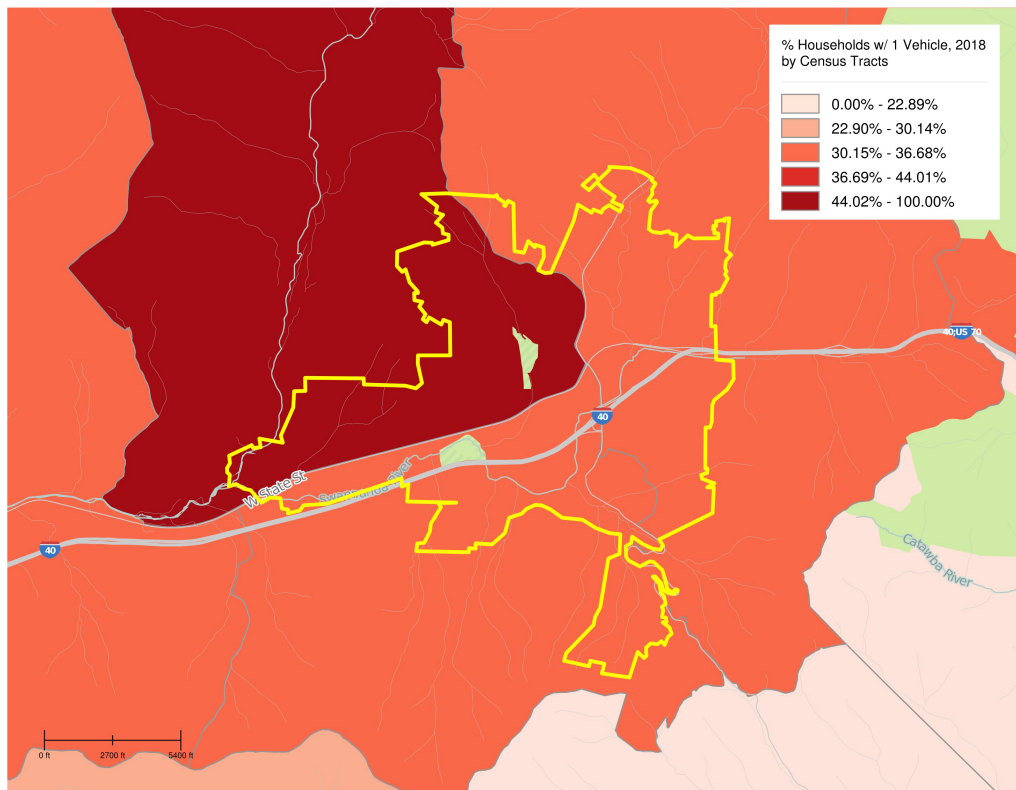 % Households w/ 1 Vehicle, 2018
by Census Tracts
0.00% - 22.89%
22.90% - 30.14%
30.15% - 36.68%
36.69% - 44.01%
44.02% - 100.00%
40;US 70
40
W State St
Swannanoa River
40
Catawba River
0 ft
2700 ft
5400 ft